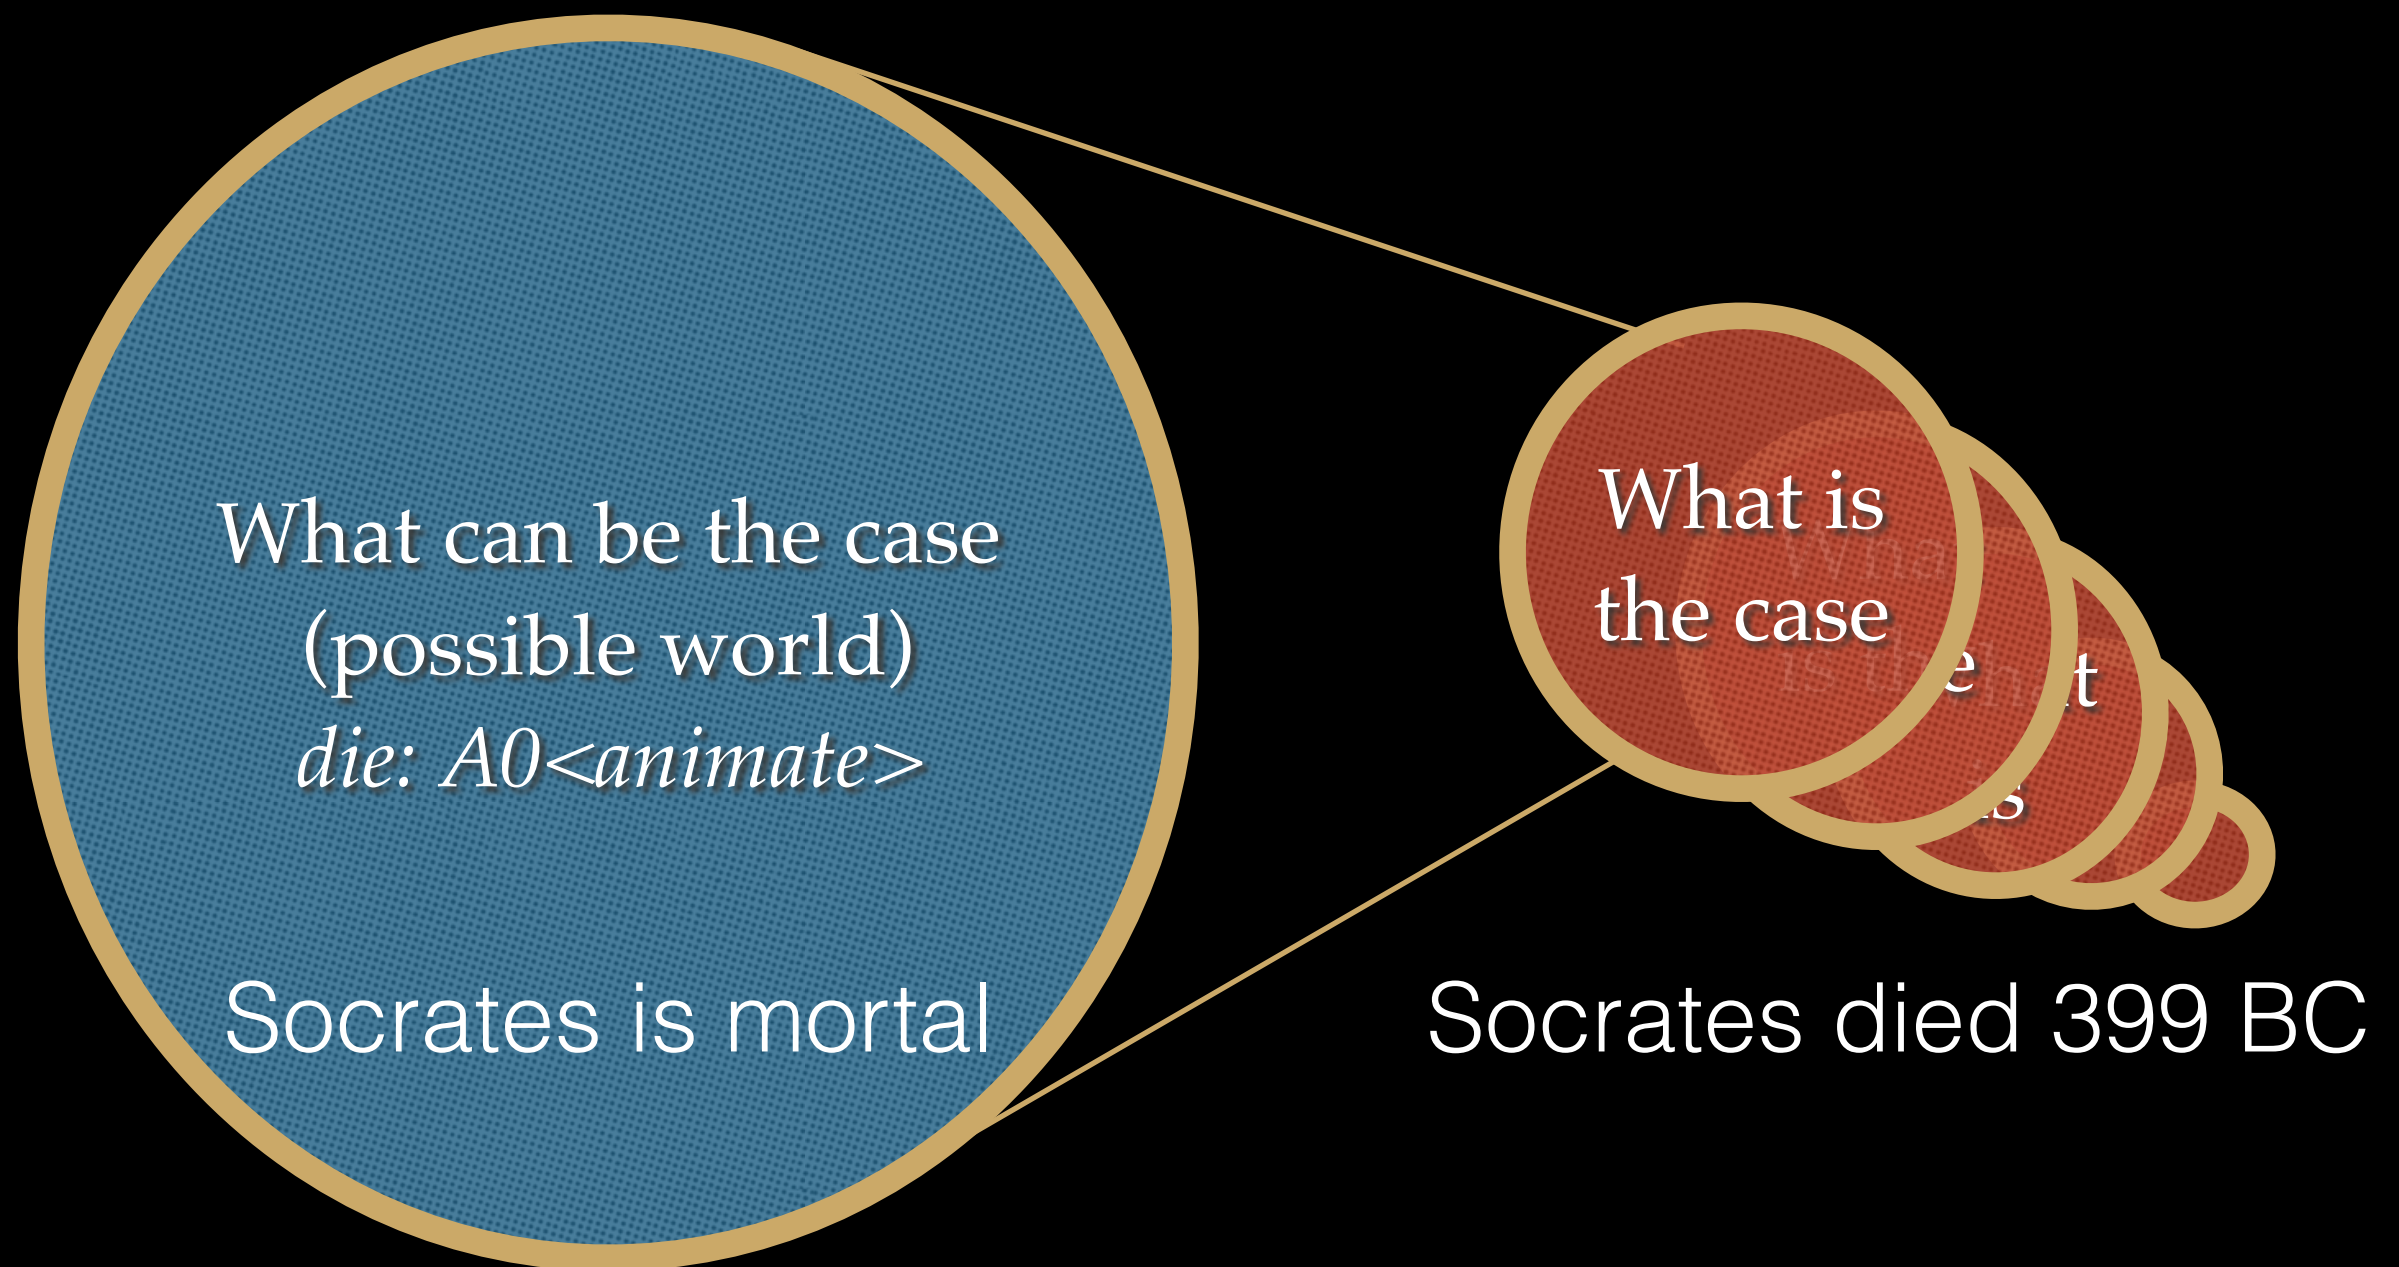 What can be the case
(possible world)
die: A0<animate>
Socrates is mortal
What is
the case
Socrates died 399 BC